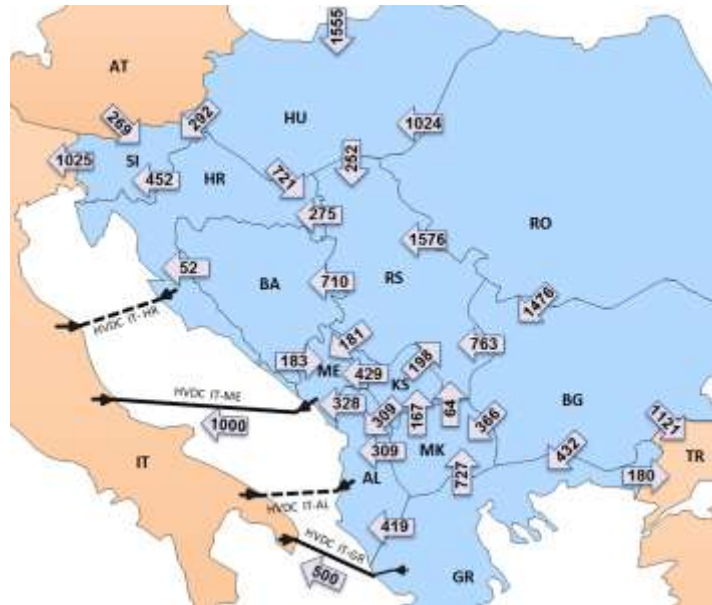 1555
AT
269
292
HU
1024
1025
SI
452
HR
721
252
275
RO
1576
52
BA
710
RS
HVDC IT-HR
1476
181
763
183
ME
429
KS
198
HVDC IT-ME
328
309
167
64
366
BG
1000
1121
IT
309
MK
727
432
TR
AL
180
HVDC IT-AL
419
HVDC IT-GR
500
GR